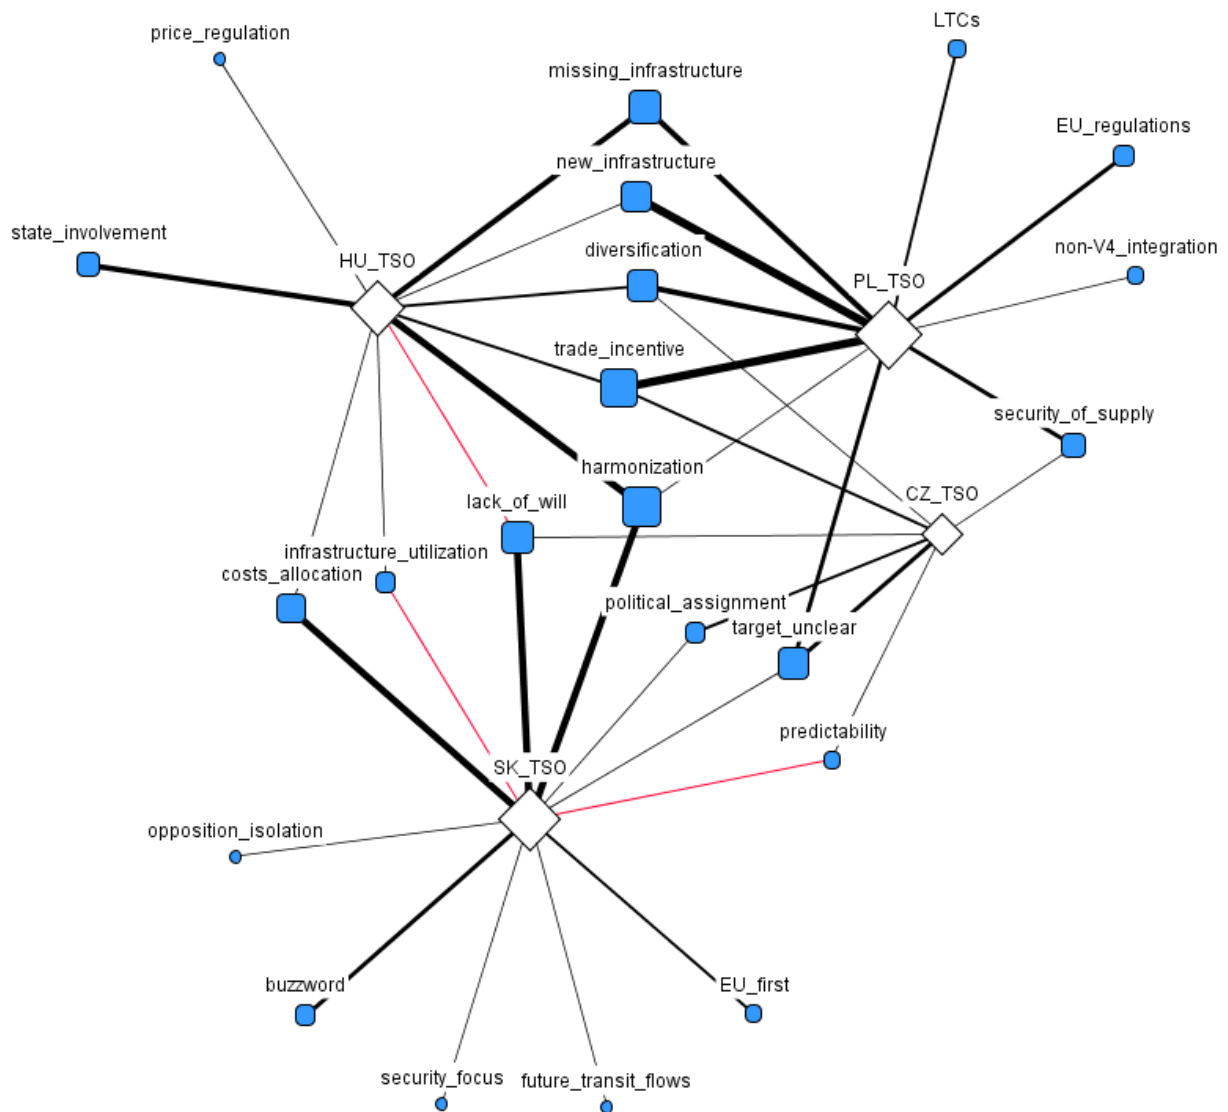 LTCs
price_regulation
missing_infrastructure
EU_regulations
new_infrastructure
state_involvement
diversification
non-V4_integration
HU_TSO
PL_TSO
trade_incentive
security_of_supply
harmonization
CZ_TSO
lack_of_will
infrastructure_utilization
costs_allocation
political_assignment
target_unclear
predictability
SK_TSO
opposition_isolation
buzzword
EU_first
security_focus
future_transit_flows